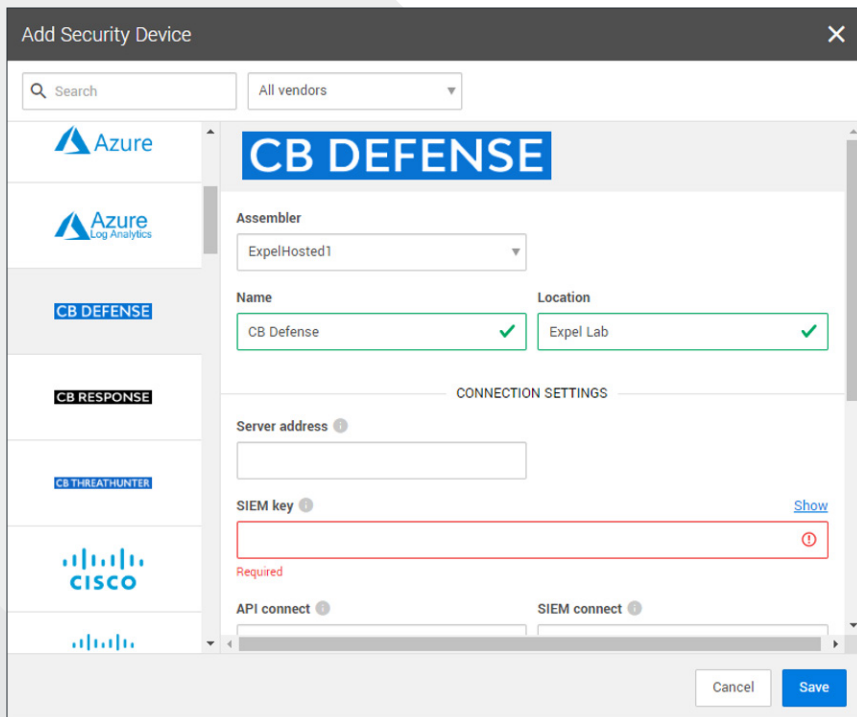 Add Security Device
Search
All vendors
Azure
Azure
Log Analytics
CB DEFENSE
CB RESPONSE
CB THREATHUNTER
CISCO
CB DEFENSE
Assembler
ExpelHosted1
Name
Location
CB Defense
Expel Lab
CONNECTION SETTINGS
Server address
SIEM key
Show
Required
API connect
SIEM connect
Cancel
Save